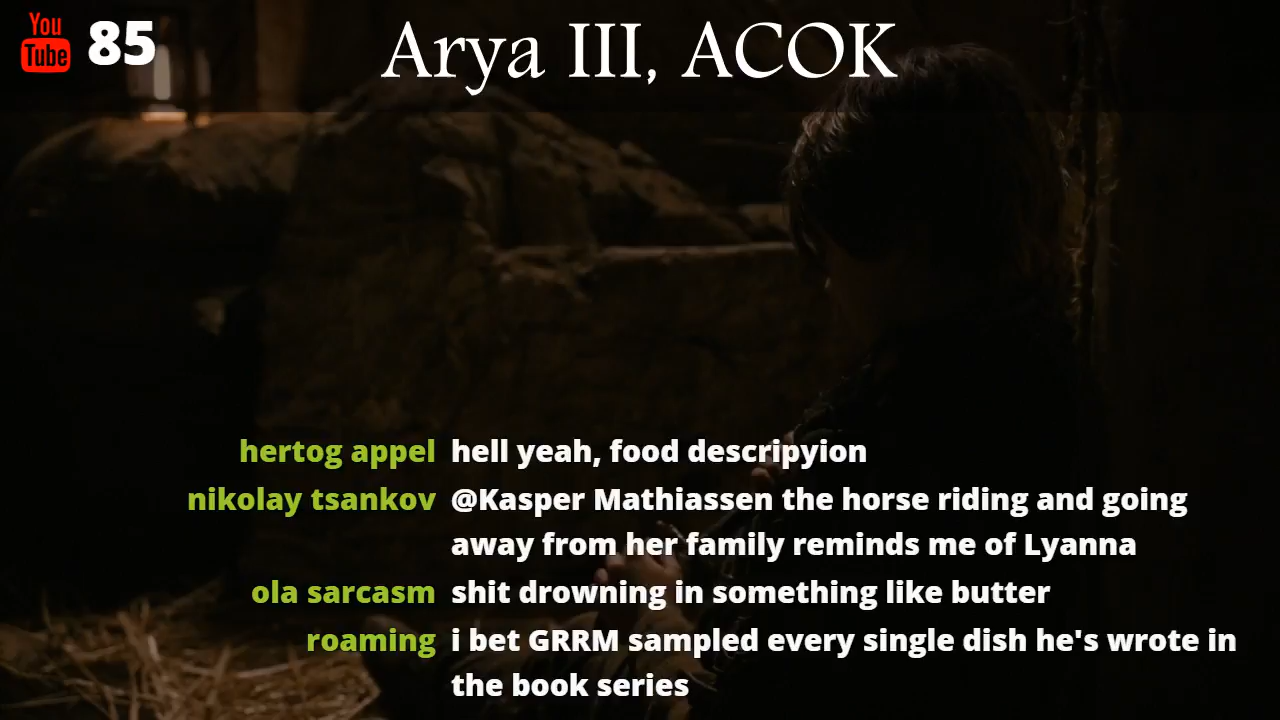 You
Tube 85
Arya III, ACOK
hertog appel hell yeah, food descripyion
nikolay tsankov @Kasper Mathiassen the horse riding and going
away from her family reminds me of Lyanna
ola sarcasm shit drowning in something like butter
roaming i bet GRRM sampled every single dish he's wrote in
the book series